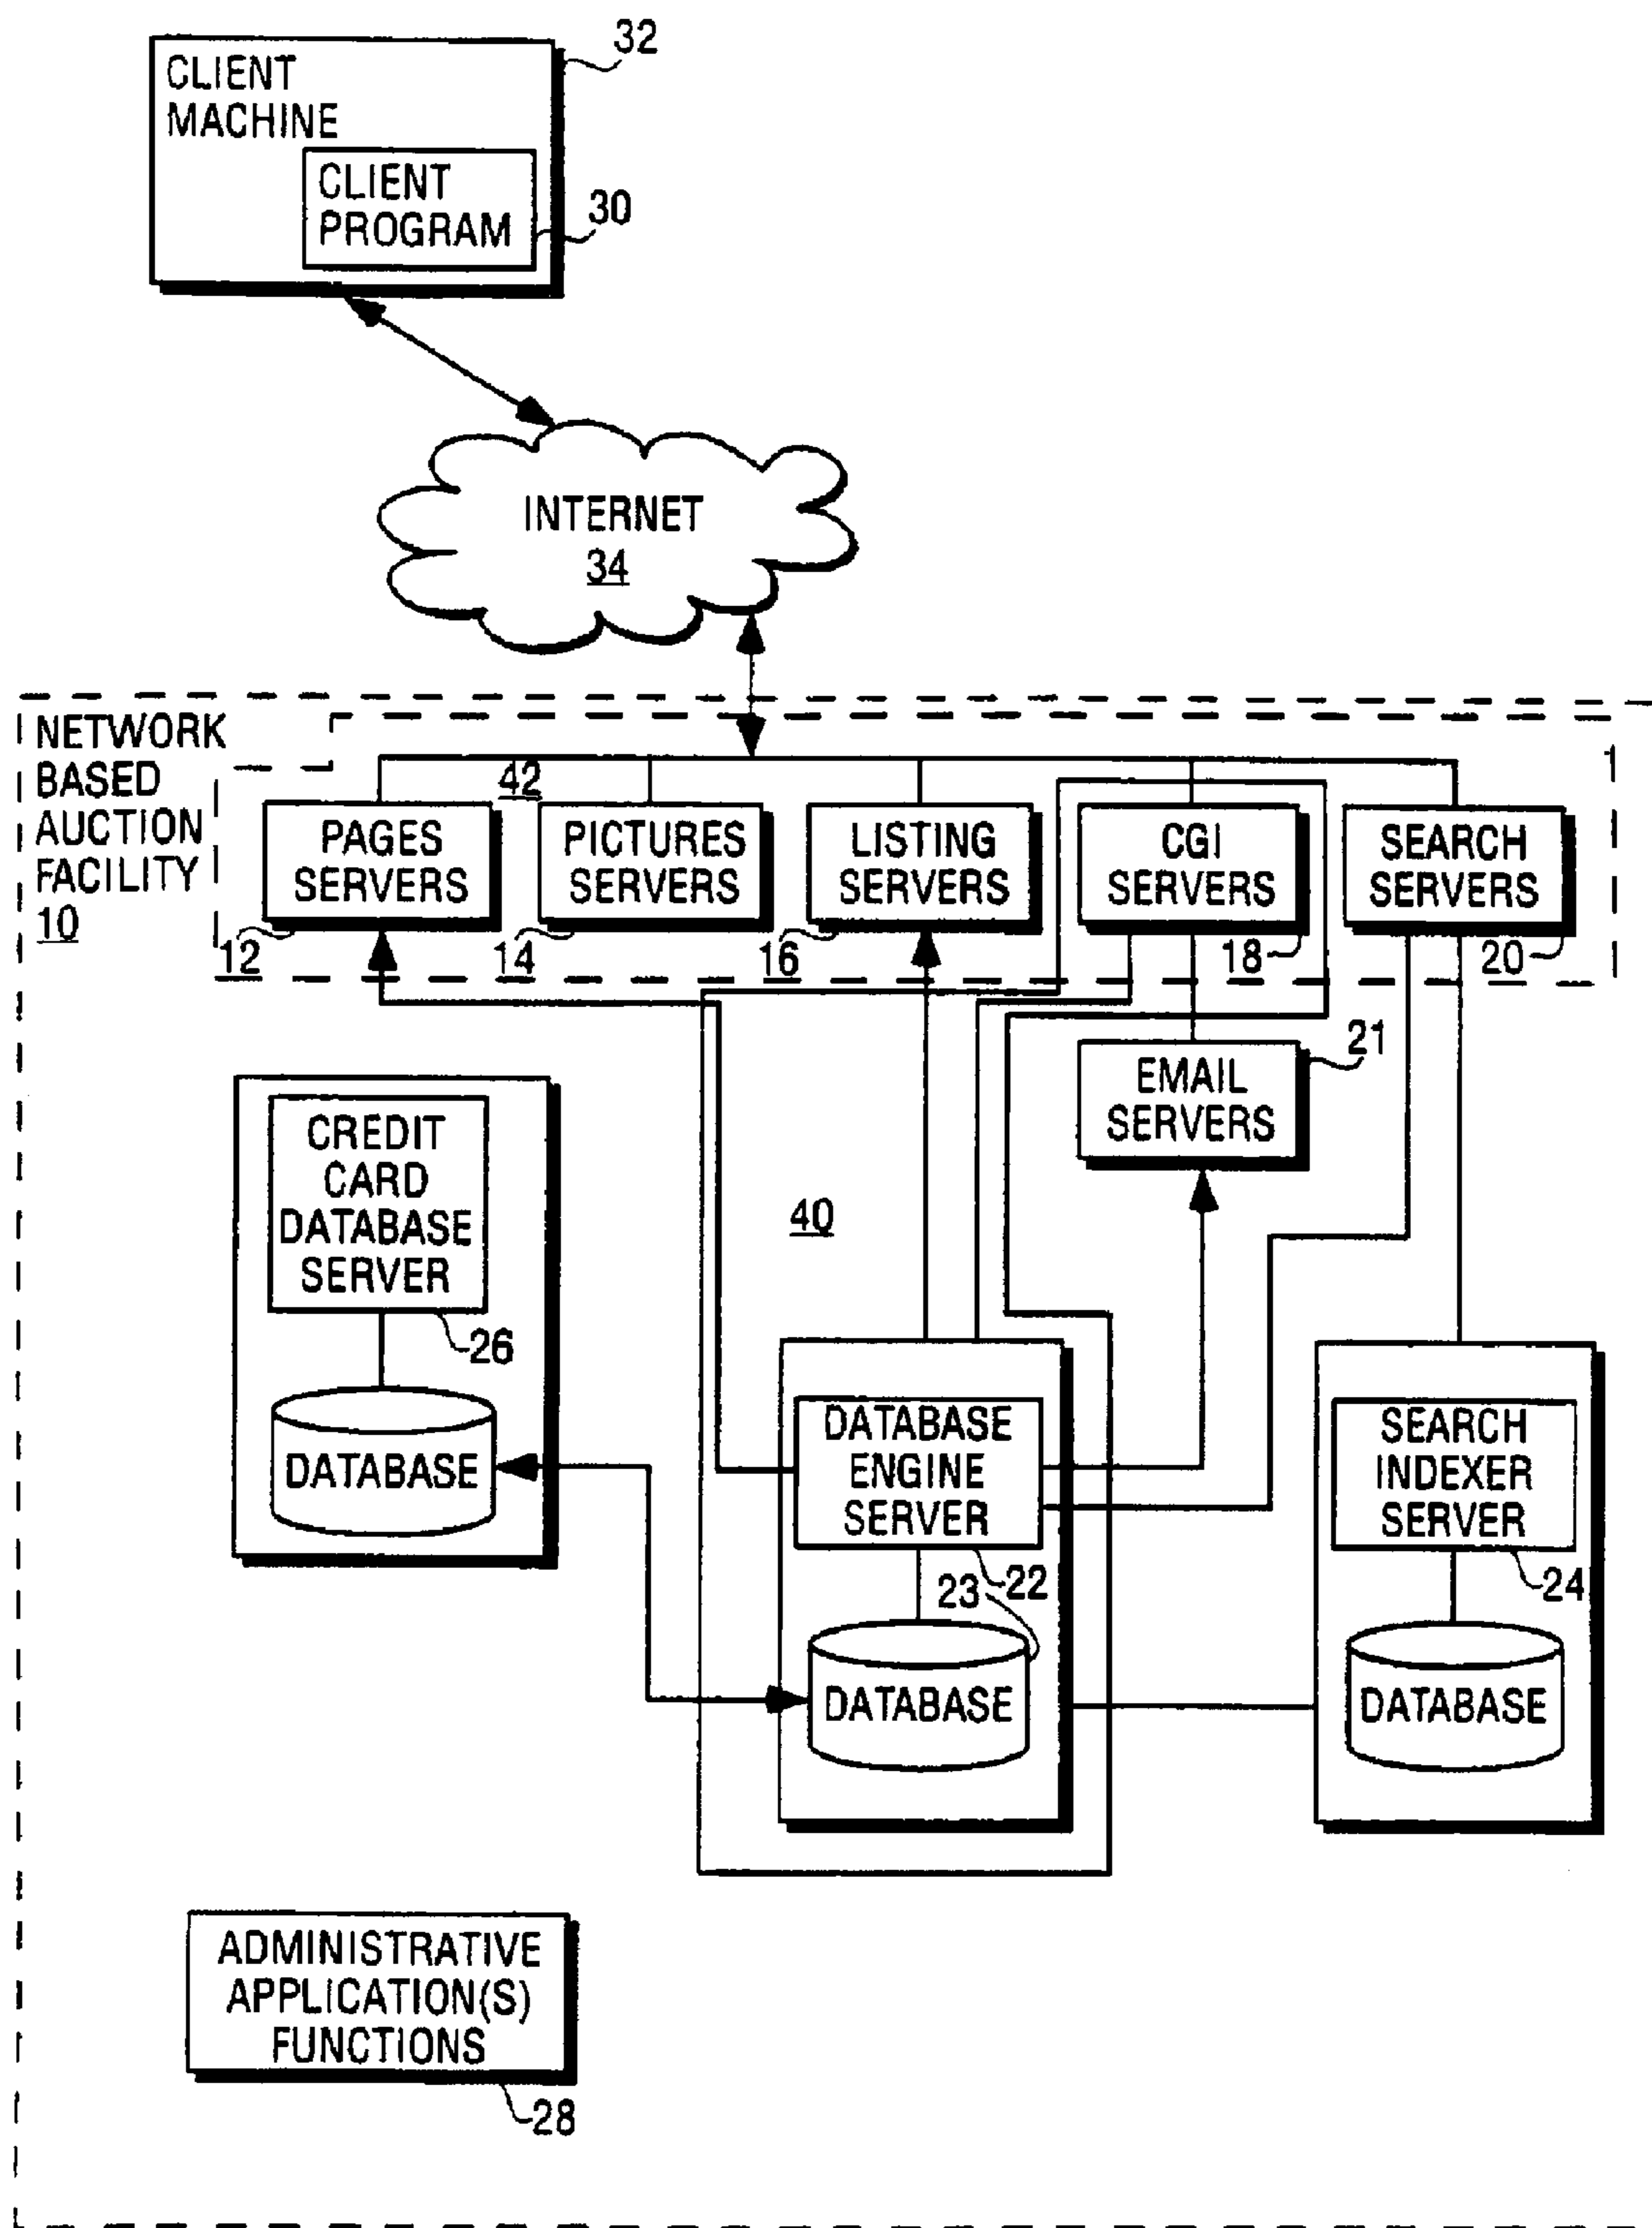 CLIENT
MACHINE
32
CLIENT
PROGRAM
30
INTERNET
34
NETWORK
BASED
AUCTION
FACILITY
10
42
PAGES
SERVERS
12
PICTURES
SERVERS
14
LISTING
SERVERS
16
CGI
SERVERS
18
SEARCH
SERVERS
20
EMAIL
SERVERS
21
CREDIT
CARD
DATABASE
SERVER
26
DATABASE
40
DATABASE
ENGINE
SERVER
22
23
DATABASE
SEARCH
INDEXER
SERVER
24
DATABASE
ADMINISTRATIVE
APPLICATION(S)
FUNCTIONS
28